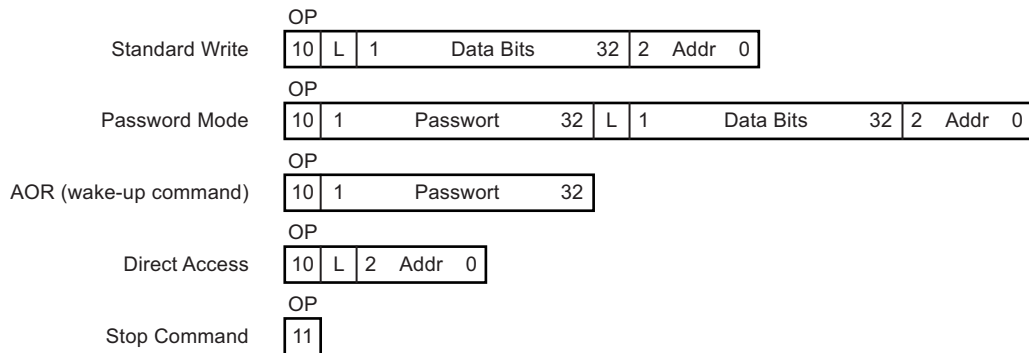 OP
Standard Write 10 L 1 Data Bits 32 2 Addr 0
OP
Password Mode 10 1 Passwort 32 L 1 Data Bits 32 2 Addr 0
OP
AOR (wake-up command) 10 1 Passwort 32
OP
Direct Access 10 L 2 Addr 0
OP
Stop Command 11